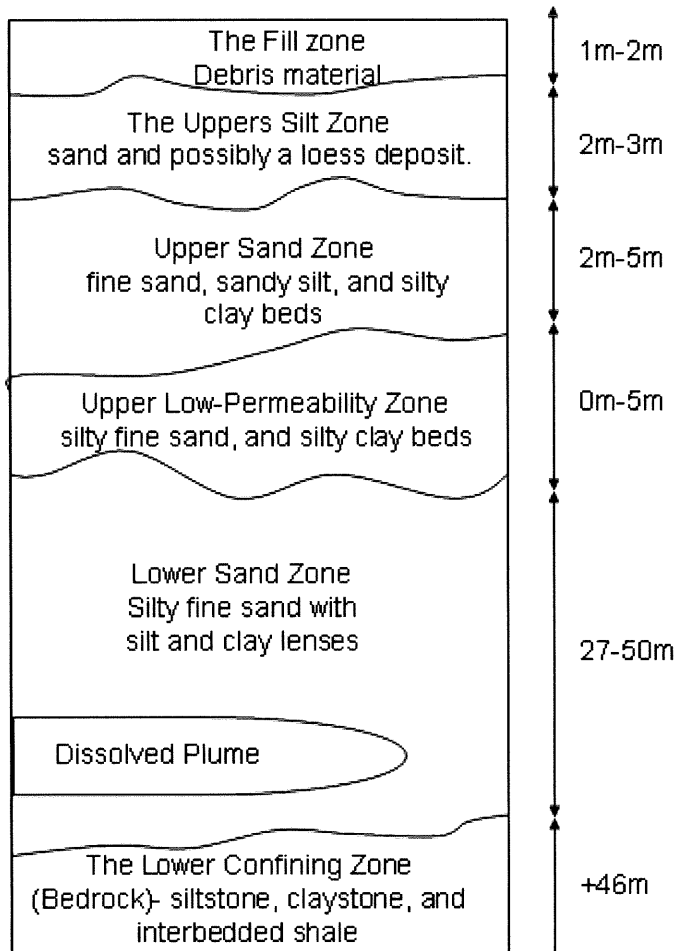 The Fill zone
Debris material
1m-2m
The Uppers Silt Zone
sand and possibly a loess deposit.
2m-3m
Upper Sand Zone
fine sand, sandy silt, and silty
clay beds
2m-5m
Upper Low-Permeability Zone
silty fine sand, and silty clay beds
0m-5m
Lower Sand Zone
Silty fine sand with
silt and clay lenses
27-50m
Dissolved Plume
The Lower Confining Zone
(Bedrock)- siltstone, claystone, and
interbedded shale
+46m